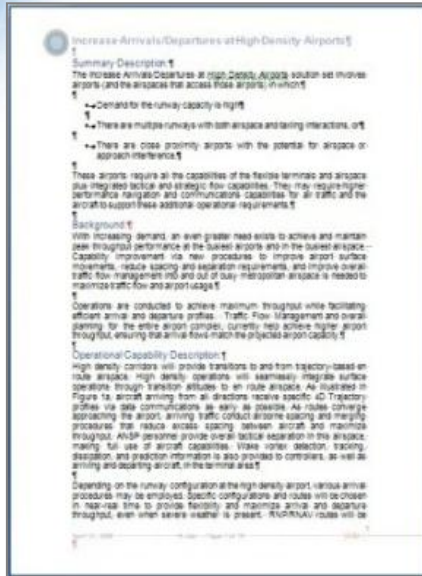 Increase Arrivals/Departures at High Density Airports¶
¶
Summary Description:¶
The Increase Arrivals Departures at High Density Airports solution set involves
airports (and the airspaces that access those airports) in which:¶
¶
Demand for the runway capacity is high¶
¶
There are multiple runways with both airspace and taxiing interactions, or¶
¶
There are close proximity airports with the potential for airspace or
approach interference.¶
¶
These airports require all the capabilities of the flexible terminals and airspace
plus integrated tactical and strategic flow capabilities. They may require higher
performance navigation and communications capabilities for air traffic and the
aircraft to support these additional operational requirements.¶
¶
Background:¶
With increasing demand, an even greater need exists to achieve and maintain
peak throughput performance at the busiest airports and in the busiest airspace.
Capability improvement via new procedures to improve airport surface
movements, reduce spacing and separation requirements, and improve overall
traffic flow management into and out of busy metropolitan airspace is needed to
maximize traffic flow and airport usage.¶
¶
Operations are conducted to achieve maximum throughput while facilitating
efficient arrival and departure profiles. Traffic Flow Management and overall
planning for the entire airport complex, currently help achieve higher airport
throughput, ensuring that arrival flows match the projected airport capacity.¶
¶
Operational Capability Description:¶
High density corridors will provide transitions to and from trajectory-based en
route airspace. High density operations will seamlessly integrate surface
operations through transition altitudes to en route airspace. As illustrated in
Figure 1a, aircraft arriving from all directions receive specific 4D Trajectory
profiles via data communications as early as possible. As routes converge
approaching the airport, arriving traffic conduct airborne spacing and merging
procedures that reduce excess spacing between aircraft and maximize
throughput. ANSP personnel provide overall tactical separation in this airspace,
making full use of aircraft capabilities. Wake vortex detection, tracking,
dissipation, and prediction information is also provided to controllers, as well as
arriving and departing aircraft, in the terminal area.¶
¶
Depending on the runway configuration at the high density airport, various arrival
procedures may be employed. Specific configurations and routes will be chosen
in near-real time to provide flexibility and maximize arrival and departure
throughput, even when severe weather is present. RNP/RNAV routes will be